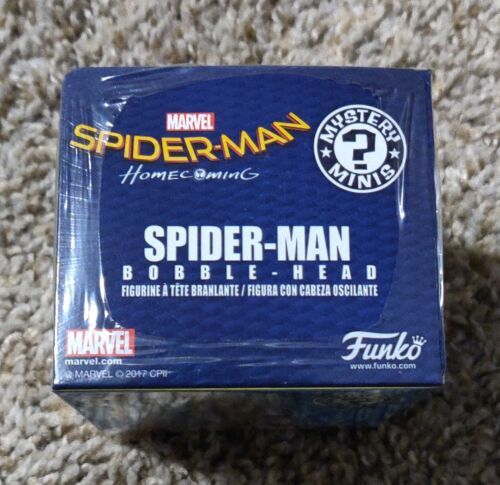 MARVEL
SPIDER-MAN
HOMECOMING
MYSTERY
?
MINIS
SPIDER-MAN
BOBBLE-HEAD
FIGURINE À TÊTE BRANLANTE / FIGURA CON CABEZA OSCILANTE
MARVEL
marvel.com
© MARVEL © 2017 CPII
Funko
www.funko.com